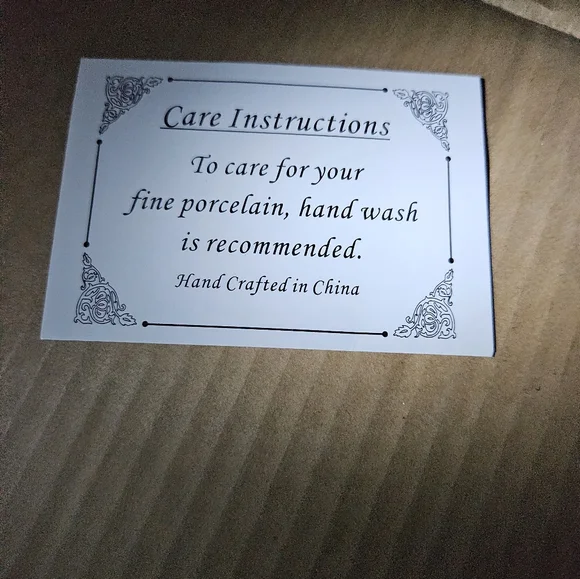 Care Instructions
To care for your
fine porcelain, hand wash
is recommended.
Hand Crafted in China